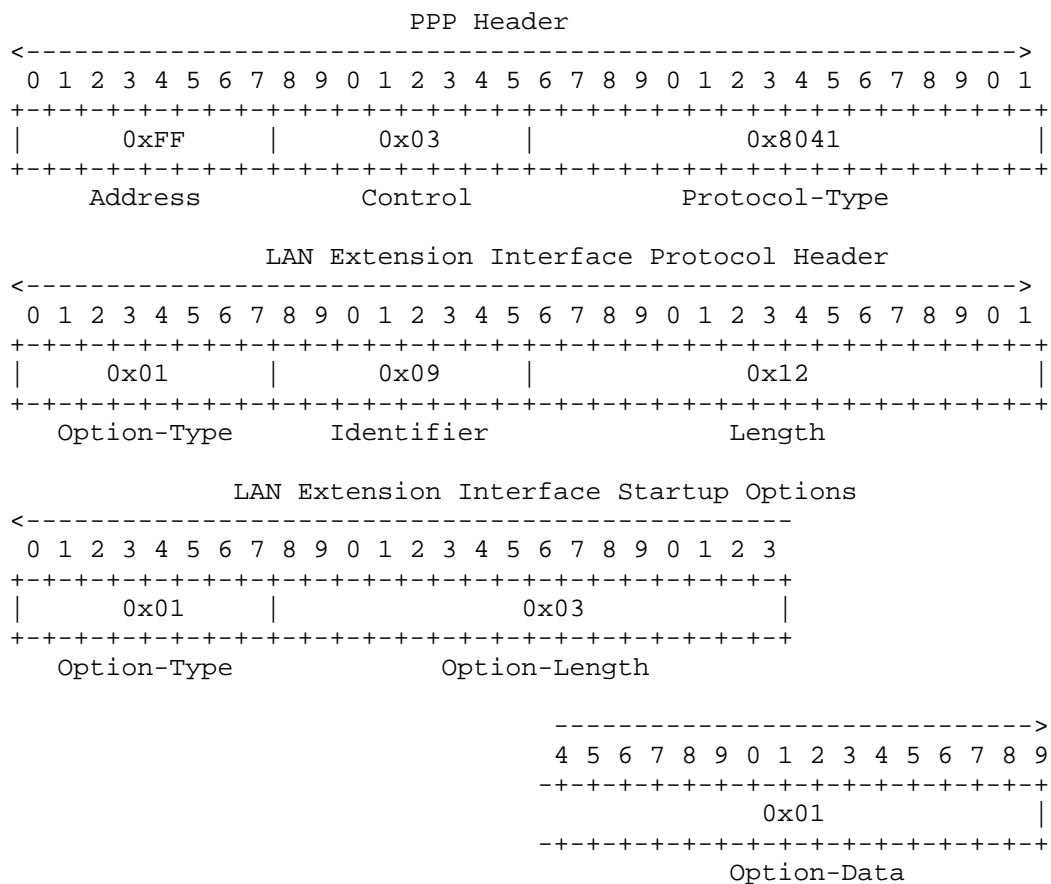 PPP Header
<-------------------------------------------------------------->
0 1 2 3 4 5 6 7 8 9 0 1 2 3 4 5 6 7 8 9 0 1 2 3 4 5 6 7 8 9 0 1
+-+-+-+-+-+-+-+-+-+-+-+-+-+-+-+-+-+-+-+-+-+-+-+-+-+-+-+-+-+-+-+-+
| 0xFF | 0x03 | 0x8041 |
+-+-+-+-+-+-+-+-+-+-+-+-+-+-+-+-+-+-+-+-+-+-+-+-+-+-+-+-+-+-+-+-+
Address Control Protocol-Type
LAN Extension Interface Protocol Header
<-------------------------------------------------------------->
0 1 2 3 4 5 6 7 8 9 0 1 2 3 4 5 6 7 8 9 0 1 2 3 4 5 6 7 8 9 0 1
+-+-+-+-+-+-+-+-+-+-+-+-+-+-+-+-+-+-+-+-+-+-+-+-+-+-+-+-+-+-+-+-+
| 0x01 | 0x09 | 0x12 |
+-+-+-+-+-+-+-+-+-+-+-+-+-+-+-+-+-+-+-+-+-+-+-+-+-+-+-+-+-+-+-+-+
Option-Type Identifier Length
LAN Extension Interface Startup Options
<------------------------------------------------
0 1 2 3 4 5 6 7 8 9 0 1 2 3 4 5 6 7 8 9 0 1 2 3
+-+-+-+-+-+-+-+-+-+-+-+-+-+-+-+-+-+-+-+-+-+-+-+-+
| 0x01 | 0x03 |
+-+-+-+-+-+-+-+-+-+-+-+-+-+-+-+-+-+-+-+-+-+-+-+-+
Option-Type Option-Length
------------------------------>
4 5 6 7 8 9 0 1 2 3 4 5 6 7 8 9
-+-+-+-+-+-+-+-+-+-+-+-+-+-+-+-+
0x01 |
-+-+-+-+-+-+-+-+-+-+-+-+-+-+-+-+
Option-Data